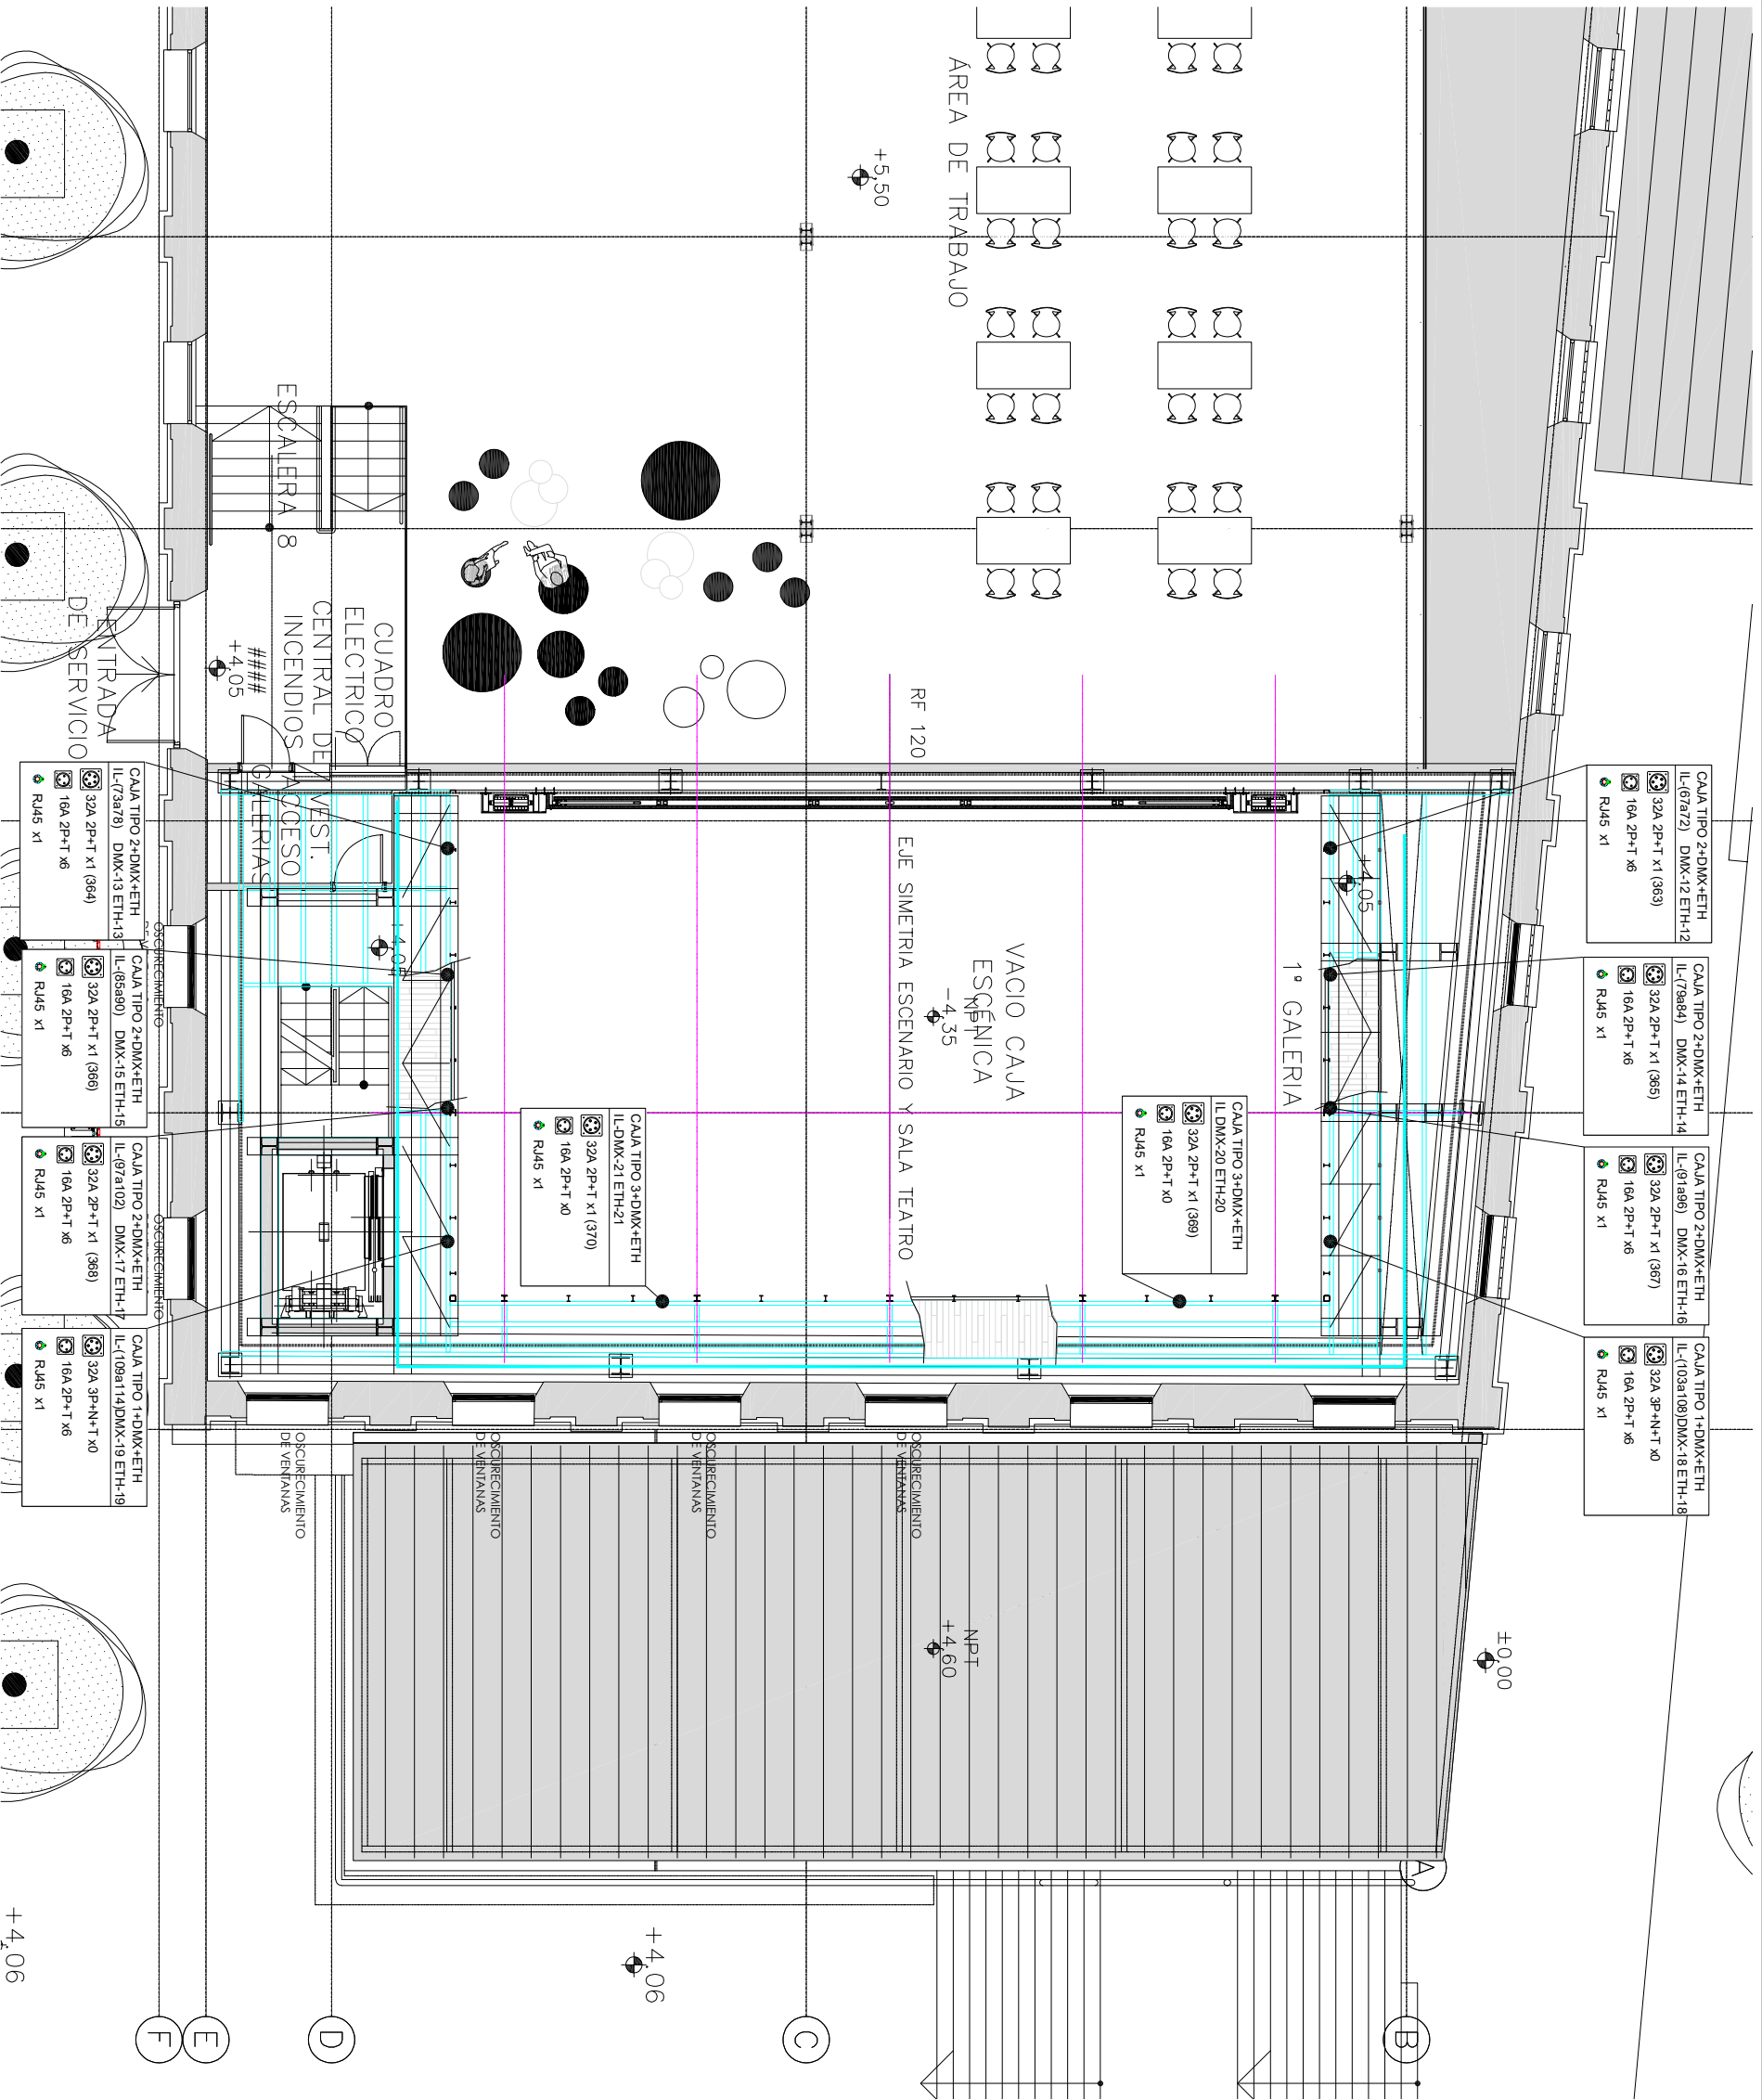 ÁREA DE TRABAJO
+5,50
ESCALERA 8
CUADRO
ELECTRICO
CENTRAL DE
INCENDIOS
####
+4,05
ENTRADA
DE SERVICIO
VEST.
ACCESO
GALERIAS
RF 120
EJE SIMETRIA ESCENARIO Y SALA TEATRO
VACIO CAJA
ESCÉNICA
NPT
-4,35
1º GALERIA
+4,05
CAJA TIPO 2+DMX+ETH
IL-(67a72) DMX-12 ETH-12
32A 2P+T x1 (363)
16A 2P+T x6
RJ45 x1
CAJA TIPO 2+DMX+ETH
IL-(79a84) DMX-14 ETH-14
32A 2P+T x1 (365)
16A 2P+T x6
RJ45 x1
CAJA TIPO 2+DMX+ETH
IL-(91a96) DMX-16 ETH-16
32A 2P+T x1 (367)
16A 2P+T x6
RJ45 x1
CAJA TIPO 1+DMX+ETH
IL-(103a108)DMX-18 ETH-18
32A 3P+N+T x0
16A 2P+T x6
RJ45 x1
CAJA TIPO 3+DMX+ETH
IL DMX-20 ETH-20
32A 2P+T x1 (369)
16A 2P+T x0
RJ45 x1
CAJA TIPO 3+DMX+ETH
IL-DMX-21 ETH-21
32A 2P+T x1 (370)
16A 2P+T x0
RJ45 x1
CAJA TIPO 2+DMX+ETH
IL-(73a78) DMX-13 ETH-13
32A 2P+T x1 (364)
16A 2P+T x6
RJ45 x1
CAJA TIPO 2+DMX+ETH
IL-(85a90) DMX-15 ETH-15
32A 2P+T x1 (366)
16A 2P+T x6
RJ45 x1
CAJA TIPO 2+DMX+ETH
IL-(97a102) DMX-17 ETH-17
32A 2P+T x1 (368)
16A 2P+T x6
RJ45 x1
CAJA TIPO 1+DMX+ETH
IL-(109a114)DMX-19 ETH-19
32A 3P+N+T x0
16A 2P+T x6
RJ45 x1
OSCURECIMIENTO
OSCURECIMIENTO
OSCURECIMIENTO
DE VENTANAS
OSCURECIMIENTO
DE VENTANAS
OSCURECIMIENTO
DE VENTANAS
OSCURECIMIENTO
DE VENTANAS
NPT
+4,60
±0,00
+4,06
+4,06
A
B
C
D
E
F